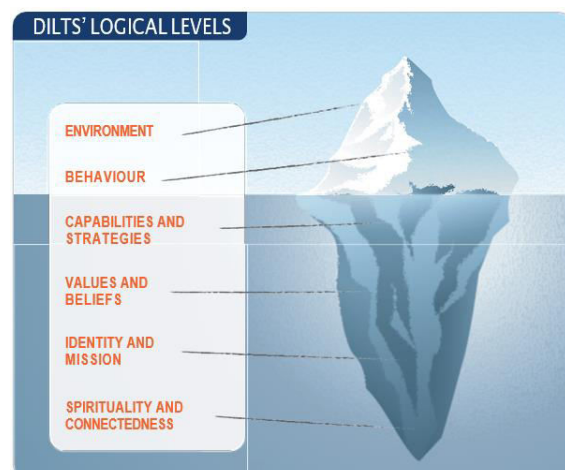 DILTS' LOGICAL LEVELS
ENVIRONMENT
BEHAVIOUR
CAPABILITIES AND
STRATEGIES
VALUES AND
BELIEFS
IDENTITY AND
MISSION
SPIRITUALITY AND
CONNECTEDNESS